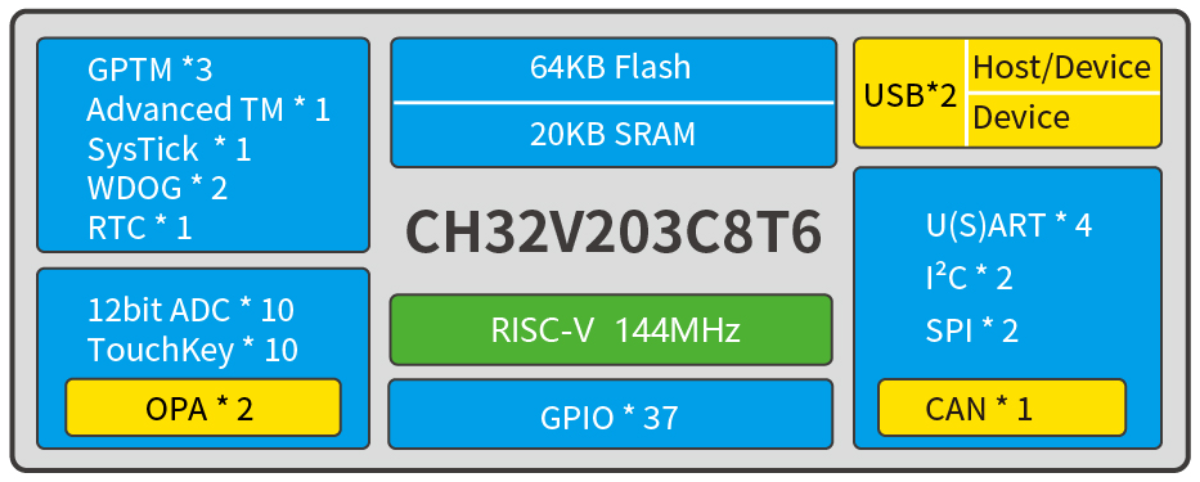 GPTM *3
Advanced TM * 1
SysTick * 1
WDOG * 2
RTC * 1
12bit ADC * 10
TouchKey * 10
OPA * 2
64KB Flash
20KB SRAM
CH32V203C8T6
RISC-V 144MHz
GPIO * 37
USB*2
Host/Device
Device
U(S)ART * 4
I²C * 2
SPI * 2
CAN * 1